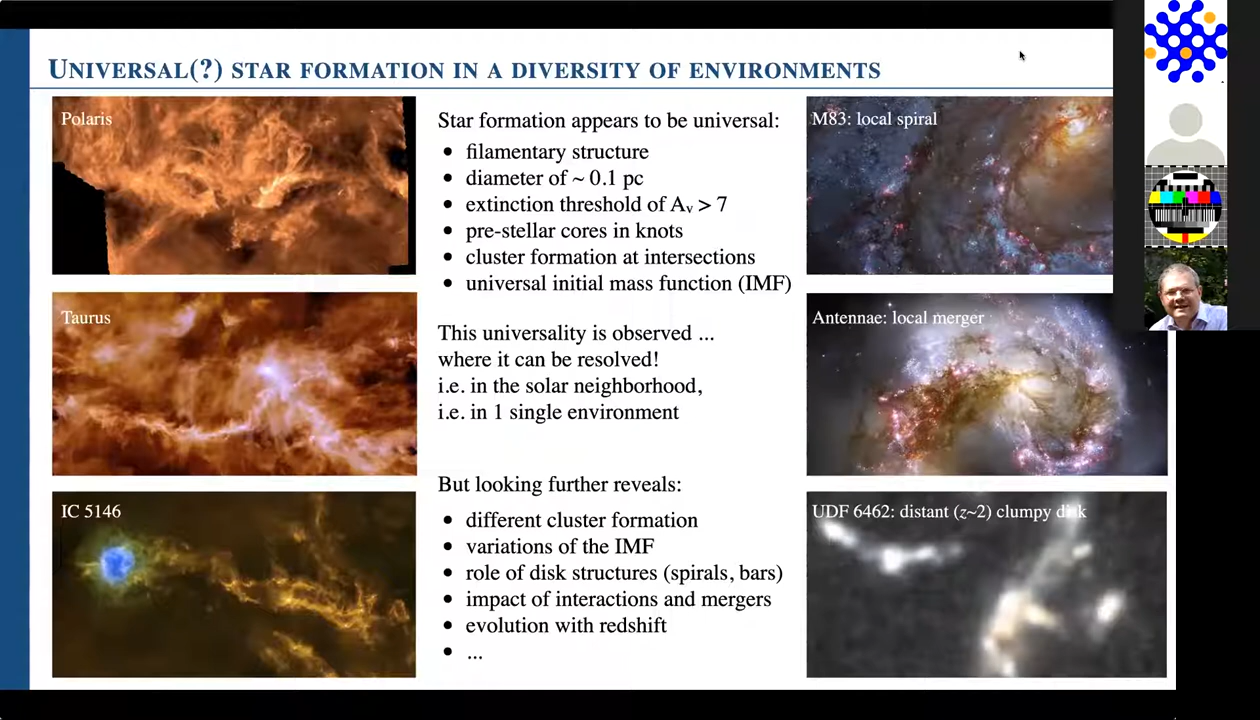 UNIVERSAL(?) STAR FORMATION IN A DIVERSITY OF ENVIRONMENTS
Polaris
Taurus
IC 5146
Star formation appears to be universal:
• filamentary structure
• diameter of ~ 0.1 pc
• extinction threshold of Aᵥ > 7
• pre-stellar cores in knots
• cluster formation at intersections
• universal initial mass function (IMF)
This universality is observed ...
where it can be resolved!
i.e. in the solar neighborhood,
i.e. in 1 single environment
But looking further reveals:
• different cluster formation
• variations of the IMF
• role of disk structures (spirals, bars)
• impact of interactions and mergers
• evolution with redshift
• ...
M83: local spiral
Antennae: local merger
UDF 6462: distant (z~2) clumpy disk